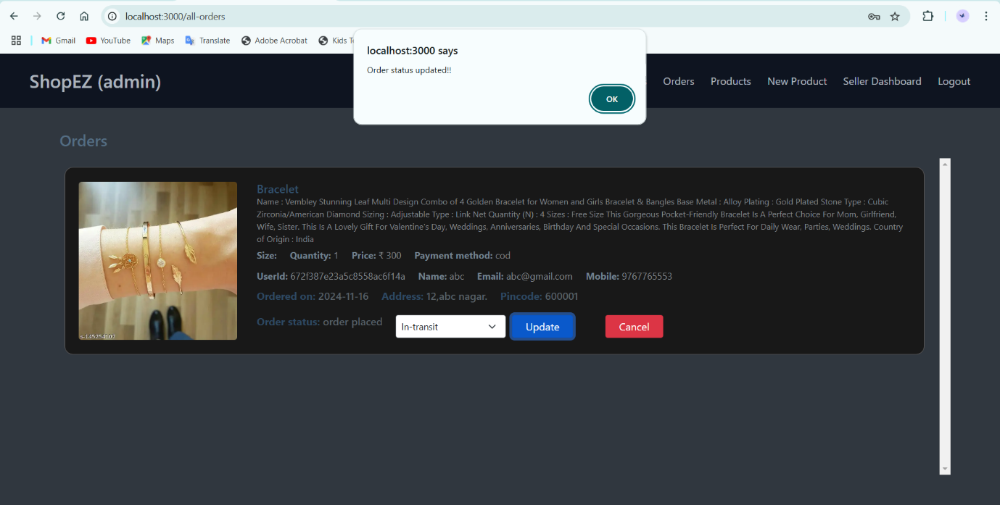 localhost:3000/all-orders
Gmail YouTube Maps Translate Adobe Acrobat Kids
localhost:3000 says
Order status updated!!
OK
ShopEZ (admin) Orders Products New Product Seller Dashboard Logout
Orders
Bracelet
Name : Vembley Stunning Leaf Multi Design Combo of 4 Golden Bracelet for Women and Girls Bracelet & Bangles Base Metal : Alloy Plating : Gold Plated Stone Type : Cubic
Zirconia/American Diamond Sizing : Adjustable Type : Link Net Quantity (N) : 4 Sizes : Free Size This Gorgeous Pocket-Friendly Bracelet Is A Perfect Choice For Mom, Girlfriend,
Wife, Sister. This Is A Lovely Gift For Valentine's Day, Weddings, Anniversaries, Birthday And Special Occasions. This Bracelet Is Perfect For Daily Wear, Parties, Weddings. Country
of Origin : India
Size: Quantity: 1 Price: ₹ 300 Payment method: cod
UserId: 672f387e23a5c8558ac6f14a Name: abc Email: abc@gmail.com Mobile: 9767765553
Ordered on: 2024-11-16 Address: 12,abc nagar. Pincode: 600001
Order status: order placed In-transit Update Cancel
s-145254107